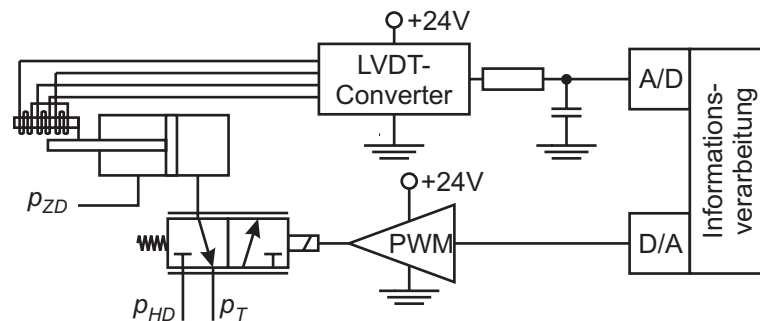 +24V
LVDT-
Converter
A/D
Informations-
verarbeitung
p_ZD
+24V
PWM
D/A
p_HD
p_T